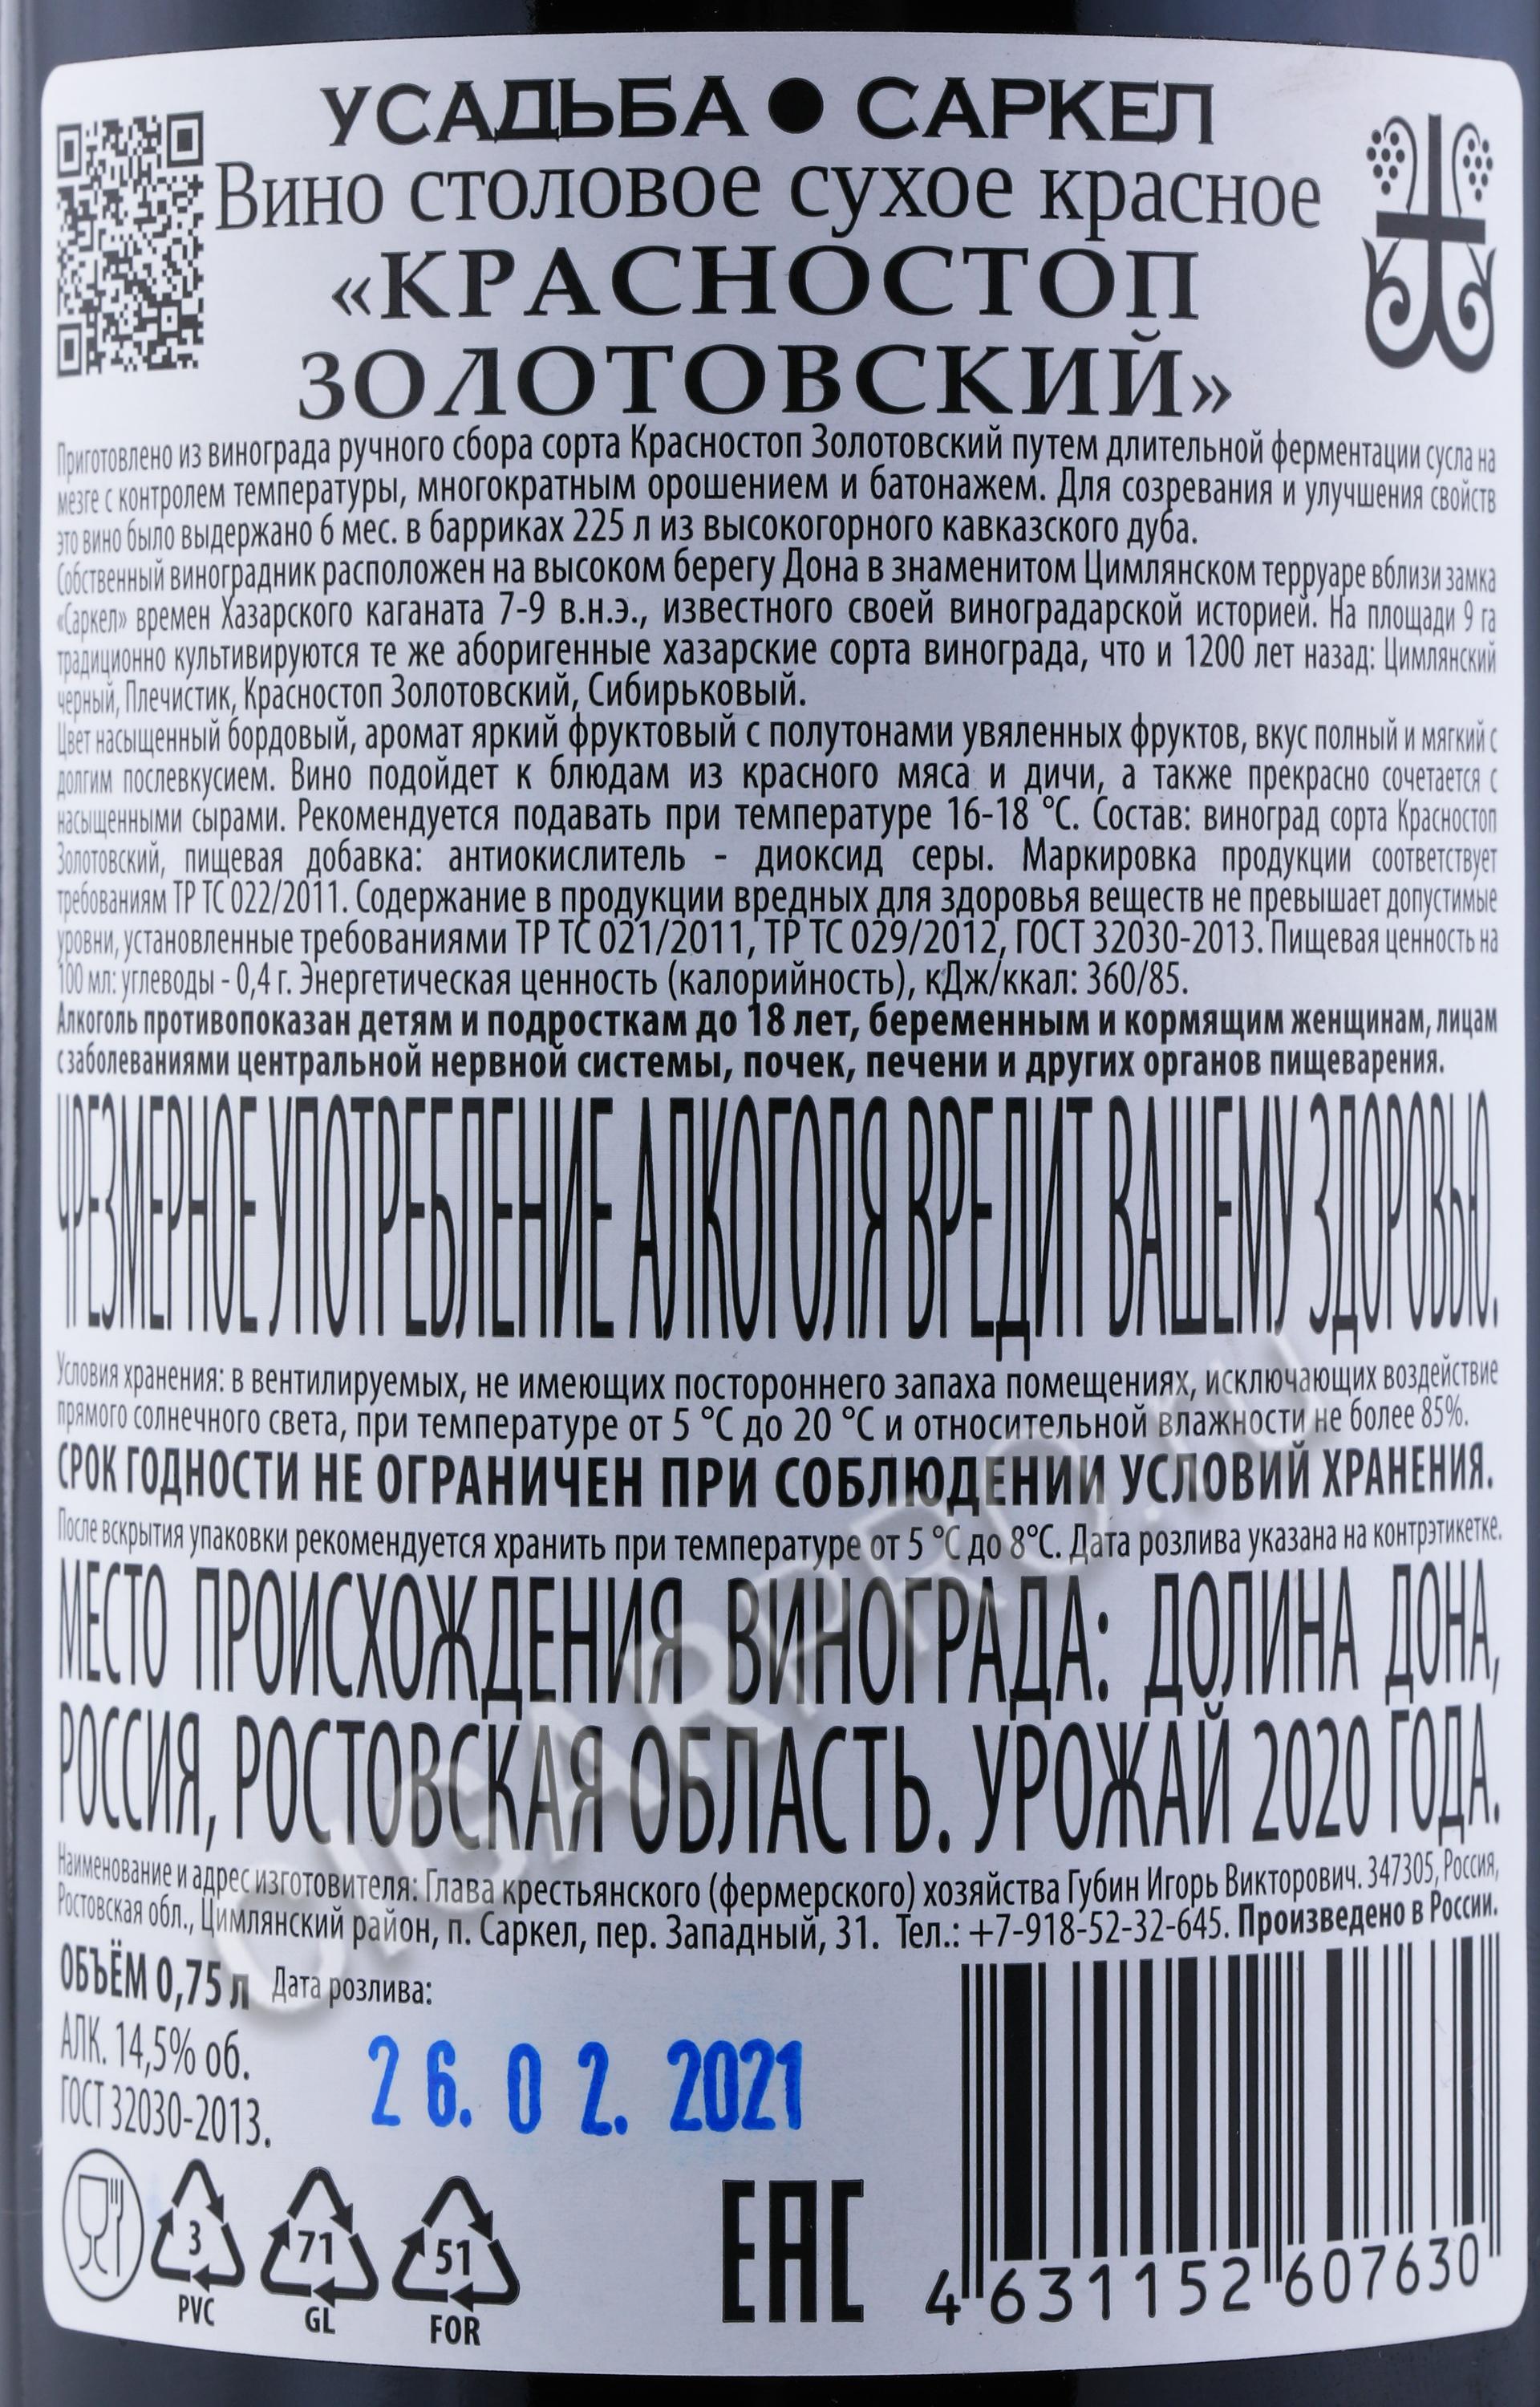 УСАДЬБА ● САРКЕЛ
Вино столовое сухое красное
«КРАСНОСТОП
ЗОЛОТОВСКИЙ»
Приготовлено из винограда ручного сбора сорта Красностоп Золотовский путем длительной ферментации сусла на
мезге с контролем температуры, многократным орошением и батонажем. Для созревания и улучшения свойств
это вино было выдержано 6 мес. в барриках 225 л из высокогорного кавказского дуба.
Собственный виноградник расположен на высоком берегу Дона в знаменитом Цимлянском терруаре вблизи замка
«Саркел» времен Хазарского каганата 7-9 в.н.э., известного своей виноградарской историей. На площади 9 га
традиционно культивируются те же аборигенные хазарские сорта винограда, что и 1200 лет назад: Цимлянский
черный, Плечистик, Красностоп Золотовский, Сибирьковый.
Цвет насыщенный бордовый, аромат яркий фруктовый с полутонами увяленных фруктов, вкус полный и мягкий с
долгим послевкусием. Вино подойдет к блюдам из красного мяса и дичи, а также прекрасно сочетается с
насыщенными сырами. Рекомендуется подавать при температуре 16-18 °С. Состав: виноград сорта Красностоп
Золотовский, пищевая добавка: антиокислитель - диоксид серы. Маркировка продукции соответствует
требованиям ТР ТС 022/2011. Содержание в продукции вредных для здоровья веществ не превышает допустимые
уровни, установленные требованиями ТР ТС 021/2011, ТР ТС 029/2012, ГОСТ 32030-2013. Пищевая ценность на
100 мл: углеводы - 0,4 г. Энергетическая ценность (калорийность), кДж/ккал: 360/85.
Алкоголь противопоказан детям и подросткам до 18 лет, беременным и кормящим женщинам, лицам
с заболеваниями центральной нервной системы, почек, печени и других органов пищеварения.
ЧРЕЗМЕРНОЕ УПОТРЕБЛЕНИЕ АЛКОГОЛЯ ВРЕДИТ ВАШЕМУ ЗДОРОВЬЮ.
Условия хранения: в вентилируемых, не имеющих постороннего запаха помещениях, исключающих воздействие
прямого солнечного света, при температуре от 5 °С до 20 °С и относительной влажности не более 85%.
СРОК ГОДНОСТИ НЕ ОГРАНИЧЕН ПРИ СОБЛЮДЕНИИ УСЛОВИЙ ХРАНЕНИЯ.
После вскрытия упаковки рекомендуется хранить при температуре от 5 °С до 8°С. Дата розлива указана на контрэтикетке.
МЕСТО ПРОИСХОЖДЕНИЯ ВИНОГРАДА: ДОЛИНА ДОНА,
РОССИЯ, РОСТОВСКАЯ ОБЛАСТЬ. УРОЖАЙ 2020 ГОДА.
Наименование и адрес изготовителя: Глава крестьянского (фермерского) хозяйства Губин Игорь Викторович. 347305, Россия,
Ростовская обл., Цимлянский район, п. Саркел, пер. Западный, 31. Тел.: +7-918-52-32-645. Произведено в России.
ОБЪЁМ 0,75 л Дата розлива:
АЛК. 14,5% об.
26.02.2021
ГОСТ 32030-2013.
3 71 51
PVC GL FOR
EAC
4 631152 607630
CIGARPRO.ru